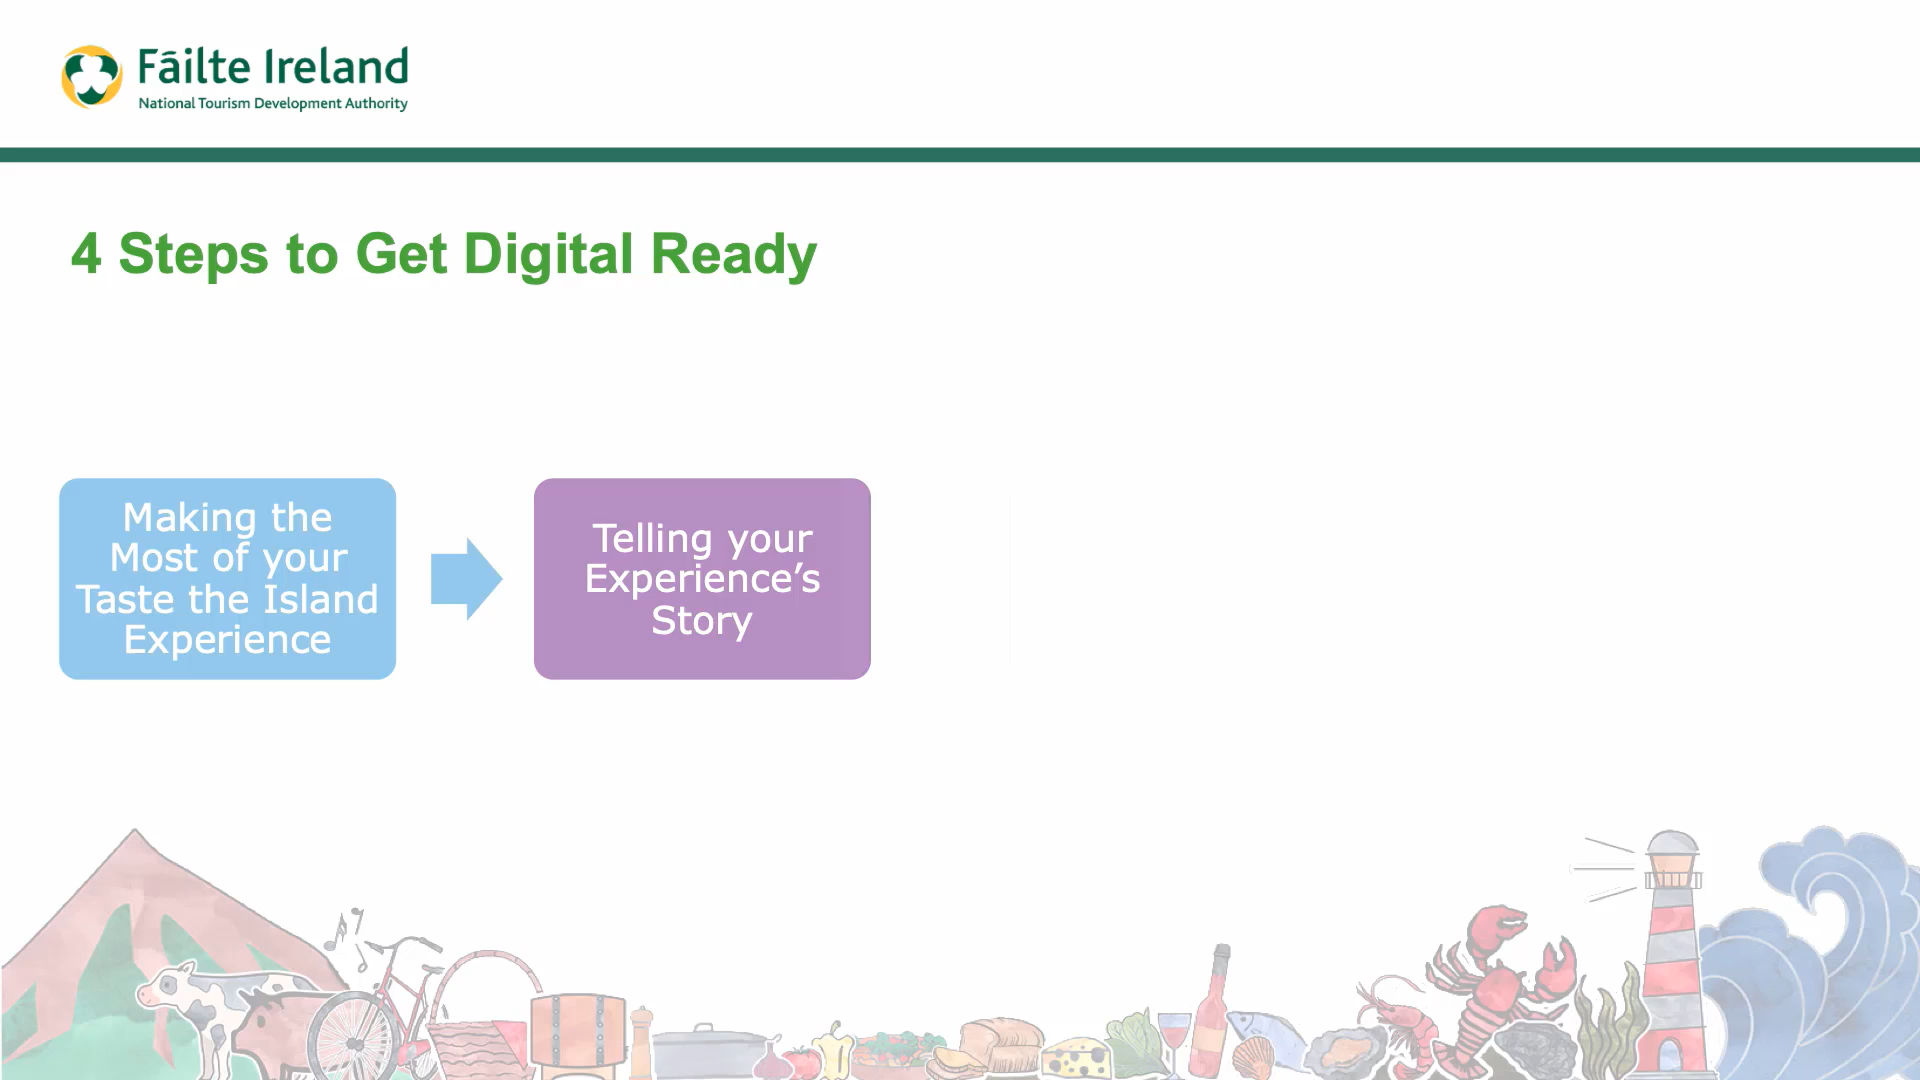 Fáilte Ireland
National Tourism Development Authority
4 Steps to Get Digital Ready
Making the
Most of your
Taste the Island
Experience
Telling your
Experience’s
Story